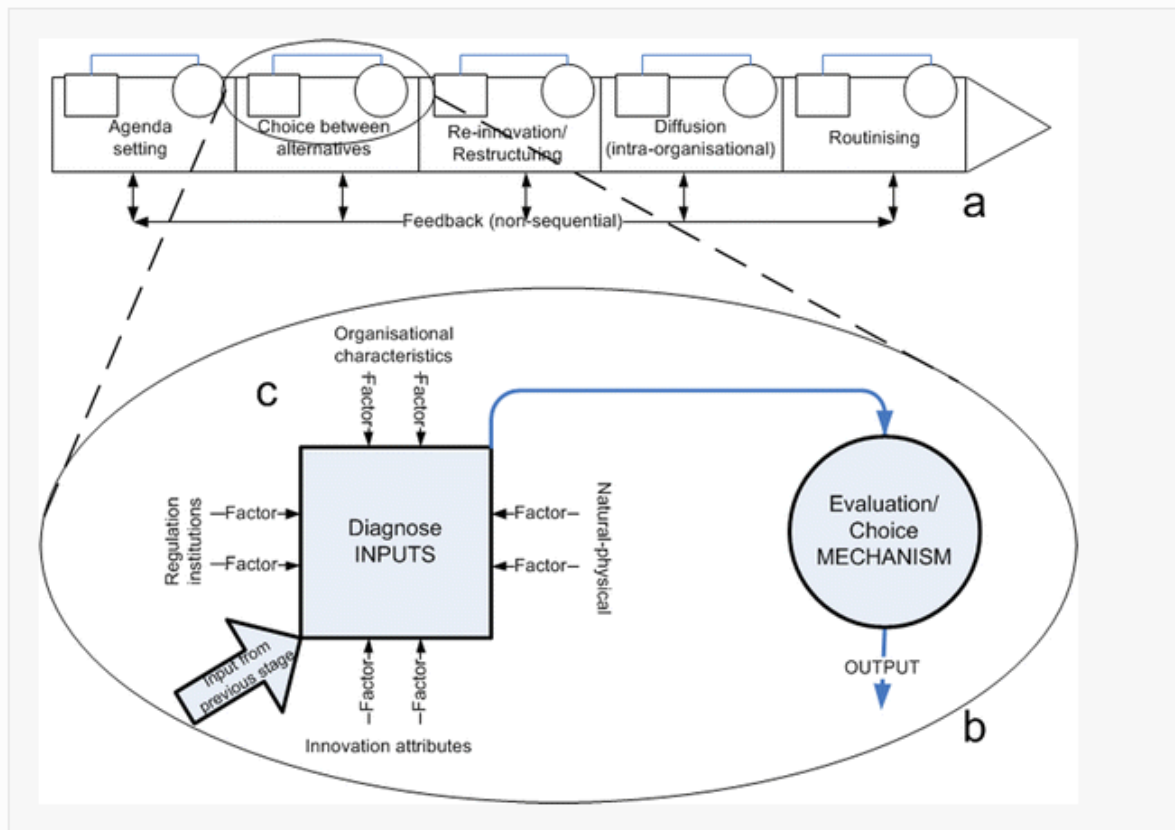 Agenda
setting
Choice between
alternatives
Re-innovation/
Restructuring
Diffusion
(intra-organisational)
Routinising
a
Feedback (non-sequential)
Organisational
characteristics
c
Factor
Factor
Regulation
institutions
Factor
Factor
Diagnose
INPUTS
Factor
Factor
Natural-physical
Evaluation/
Choice
MECHANISM
Input from
previous stage
Factor
Factor
OUTPUT
b
Innovation attributes